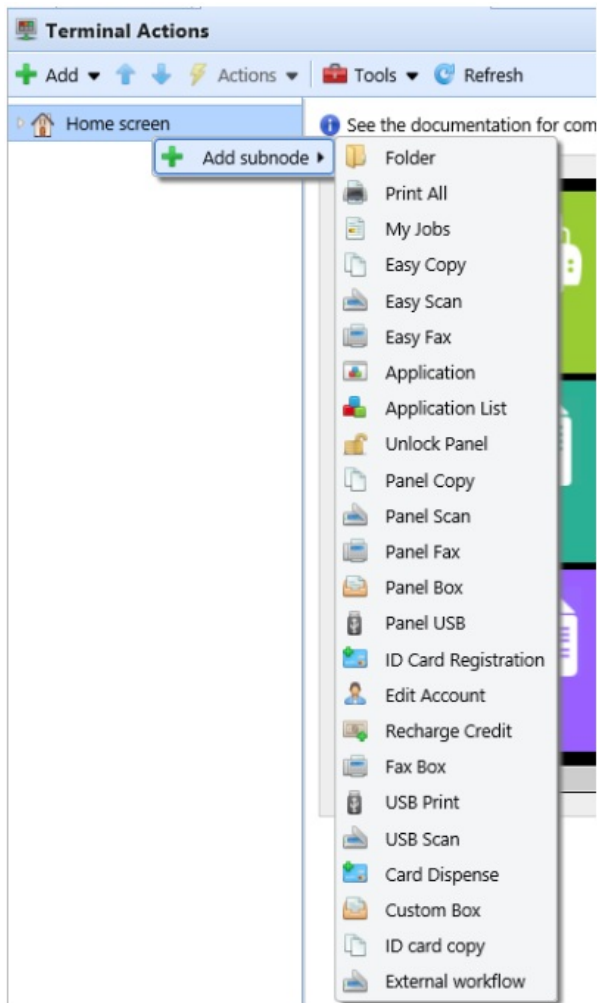 Terminal Actions
Add Actions Tools Refresh
Home screen
See the documentation for com
Add subnode
Folder
Print All
My Jobs
Easy Copy
Easy Scan
Easy Fax
Application
Application List
Unlock Panel
Panel Copy
Panel Scan
Panel Fax
Panel Box
Panel USB
ID Card Registration
Edit Account
Recharge Credit
Fax Box
USB Print
USB Scan
Card Dispense
Custom Box
ID card copy
External workflow